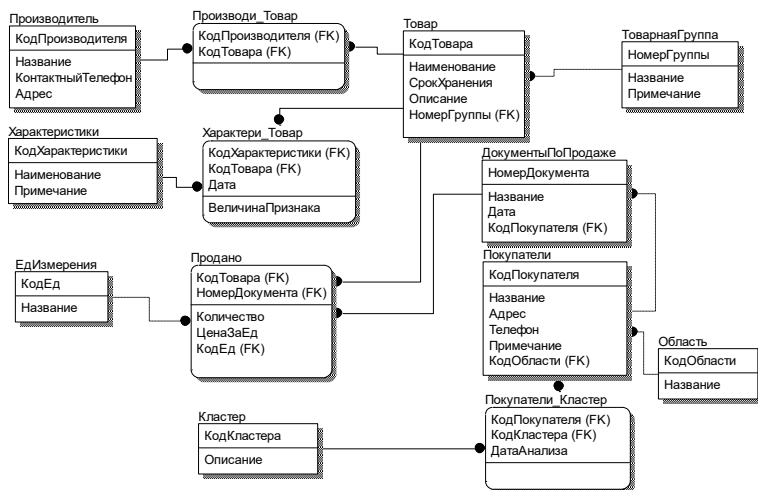 Производитель
КодПроизводителя
Название
КонтактныйТелефон
Адрес
Производи_Товар
КодПроизводителя (FK)
КодТовара (FK)
Товар
КодТовара
Наименование
СрокХранения
Описание
НомерГруппы (FK)
ТоварнаяГруппа
НомерГруппы
Название
Примечание
Характеристики
КодХарактеристики
Наименование
Примечание
Характери_Товар
КодХарактеристики (FK)
КодТовара (FK)
Дата
ВеличинаПризнака
ДокументыПоПродаже
НомерДокумента
Название
Дата
КодПокупателя (FK)
ЕдИзмерения
КодЕд
Название
Продано
КодТовара (FK)
НомерДокумента (FK)
Количество
ЦенаЗаЕд
КодЕд (FK)
Покупатели
КодПокупателя
Название
Адрес
Телефон
Примечание
КодОбласти (FK)
Область
КодОбласти
Название
Кластер
КодКластера
Описание
Покупатели_Кластер
КодПокупателя (FK)
КодКластера (FK)
ДатаАнализа